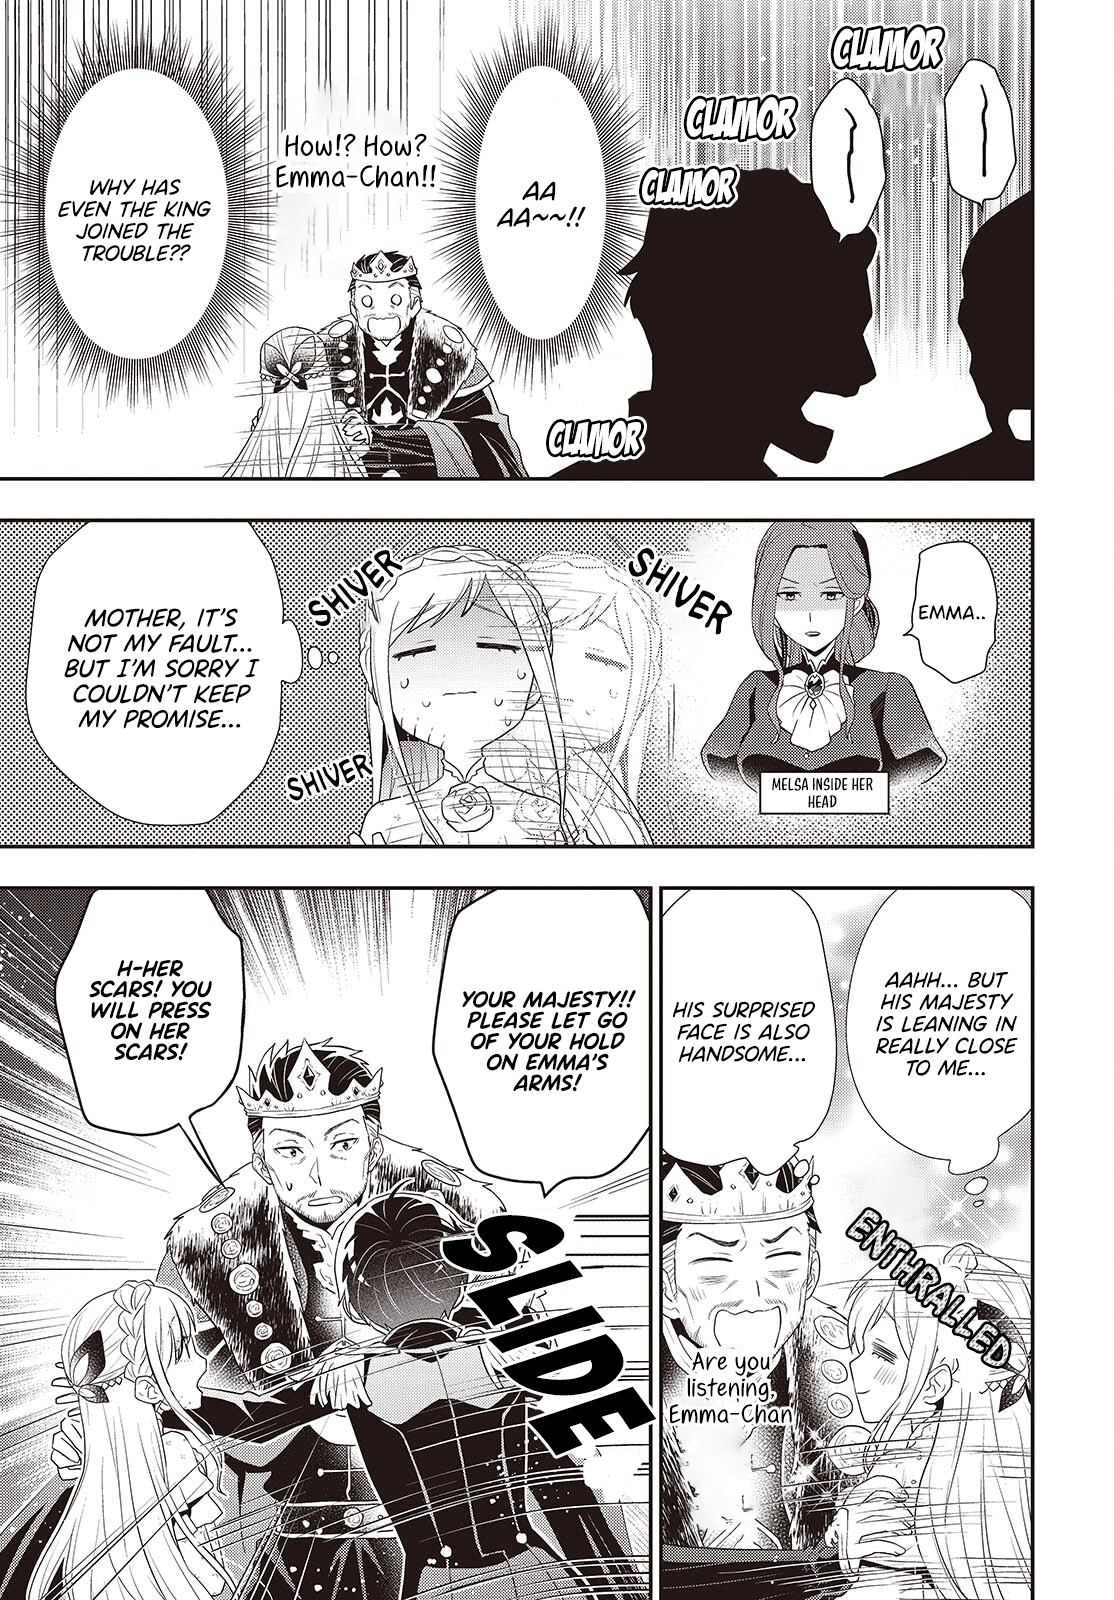 CLAMOR
CLAMOR
CLAMOR
CLAMOR
AA
AA~~!!
How!? How?
Emma-Chan!!
WHY HAS
EVEN THE KING
JOINED THE
TROUBLE??
EMMA..
MELSA INSIDE HER
HEAD
SHIVER
SHIVER
SHIVER
MOTHER, IT'S
NOT MY FAULT...
BUT I'M SORRY I
COULDN'T KEEP
MY PROMISE...
AAHH... BUT
HIS MAJESTY
IS LEANING IN
REALLY CLOSE
TO ME...
HIS SURPRISED
FACE IS ALSO
HANDSOME...
ENTHRALLED
Are you
listening,
Emma-Chan
YOUR MAJESTY!!
PLEASE LET GO
OF YOUR HOLD
ON EMMA'S
ARMS!
SLIDE
H-HER
SCARS! YOU
WILL PRESS
ON HER
SCARS!